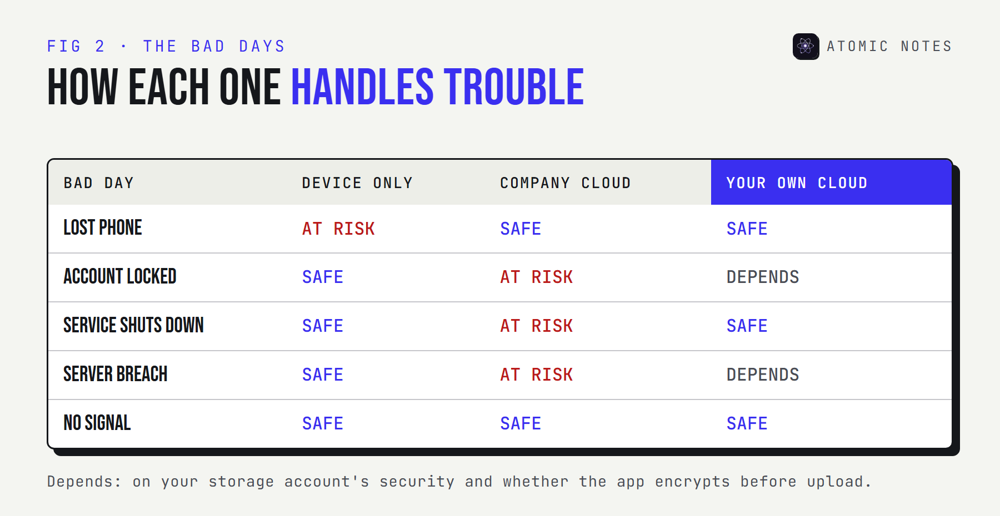 FIG 2 · THE BAD DAYS
ATOMIC NOTES
HOW EACH ONE HANDLES TROUBLE
BAD DAY DEVICE ONLY COMPANY CLOUD YOUR OWN CLOUD
LOST PHONE AT RISK SAFE SAFE
ACCOUNT LOCKED SAFE AT RISK DEPENDS
SERVICE SHUTS DOWN SAFE AT RISK SAFE
SERVER BREACH SAFE AT RISK DEPENDS
NO SIGNAL SAFE SAFE SAFE
Depends: on your storage account's security and whether the app encrypts before upload.